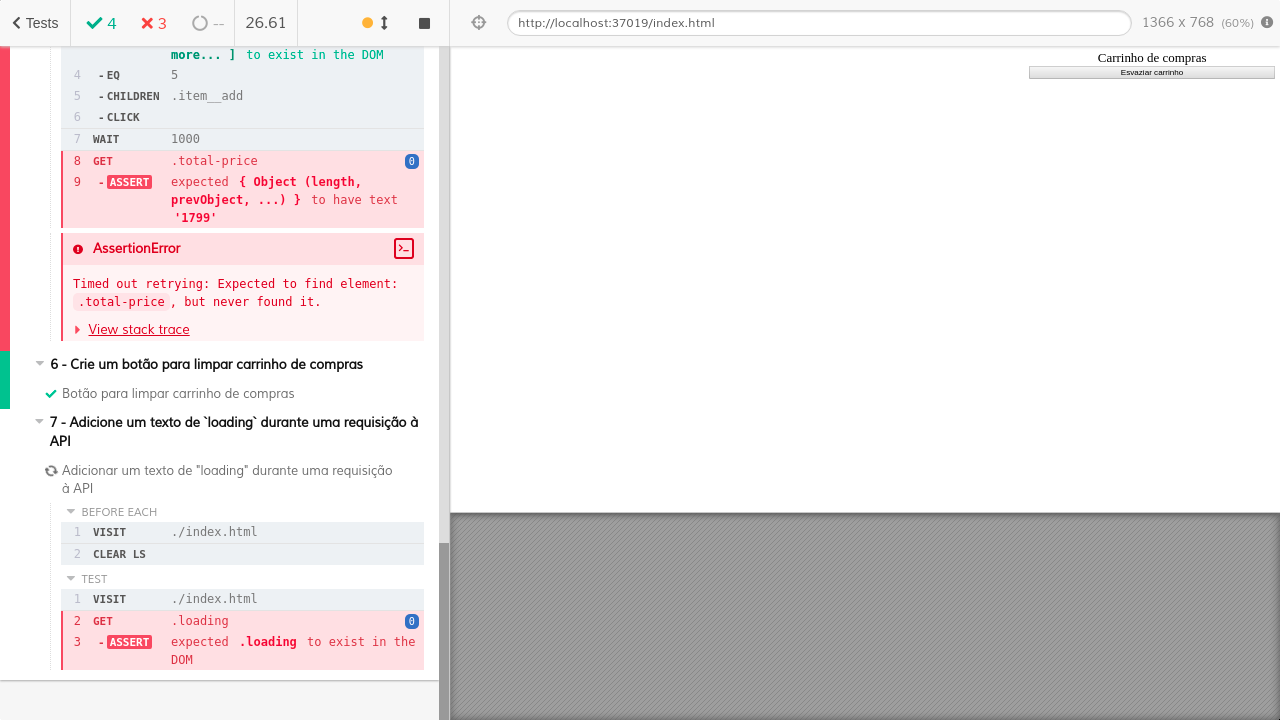 Tests
4
3
--
26.61
http://localhost:37019/index.html
1366 x 768 (60%)
more... ] to exist in the DOM
4 -EQ 5
5 -CHILDREN .item__add
6 -CLICK
7 WAIT 1000
8 GET .total-price 0
9 -ASSERT expected { Object (length,
prevObject, ...) } to have text
'1799'
AssertionError
Timed out retrying: Expected to find element:
.total-price, but never found it.
View stack trace
6 - Crie um botão para limpar carrinho de compras
Botão para limpar carrinho de compras
7 - Adicione um texto de `loading` durante uma requisição à
API
Adicionar um texto de "loading" durante uma requisição
à API
BEFORE EACH
1 VISIT ./index.html
2 CLEAR LS
TEST
1 VISIT ./index.html
2 GET .loading 0
3 -ASSERT expected .loading to exist in the
DOM
Carrinho de compras
Esvaziar carrinho